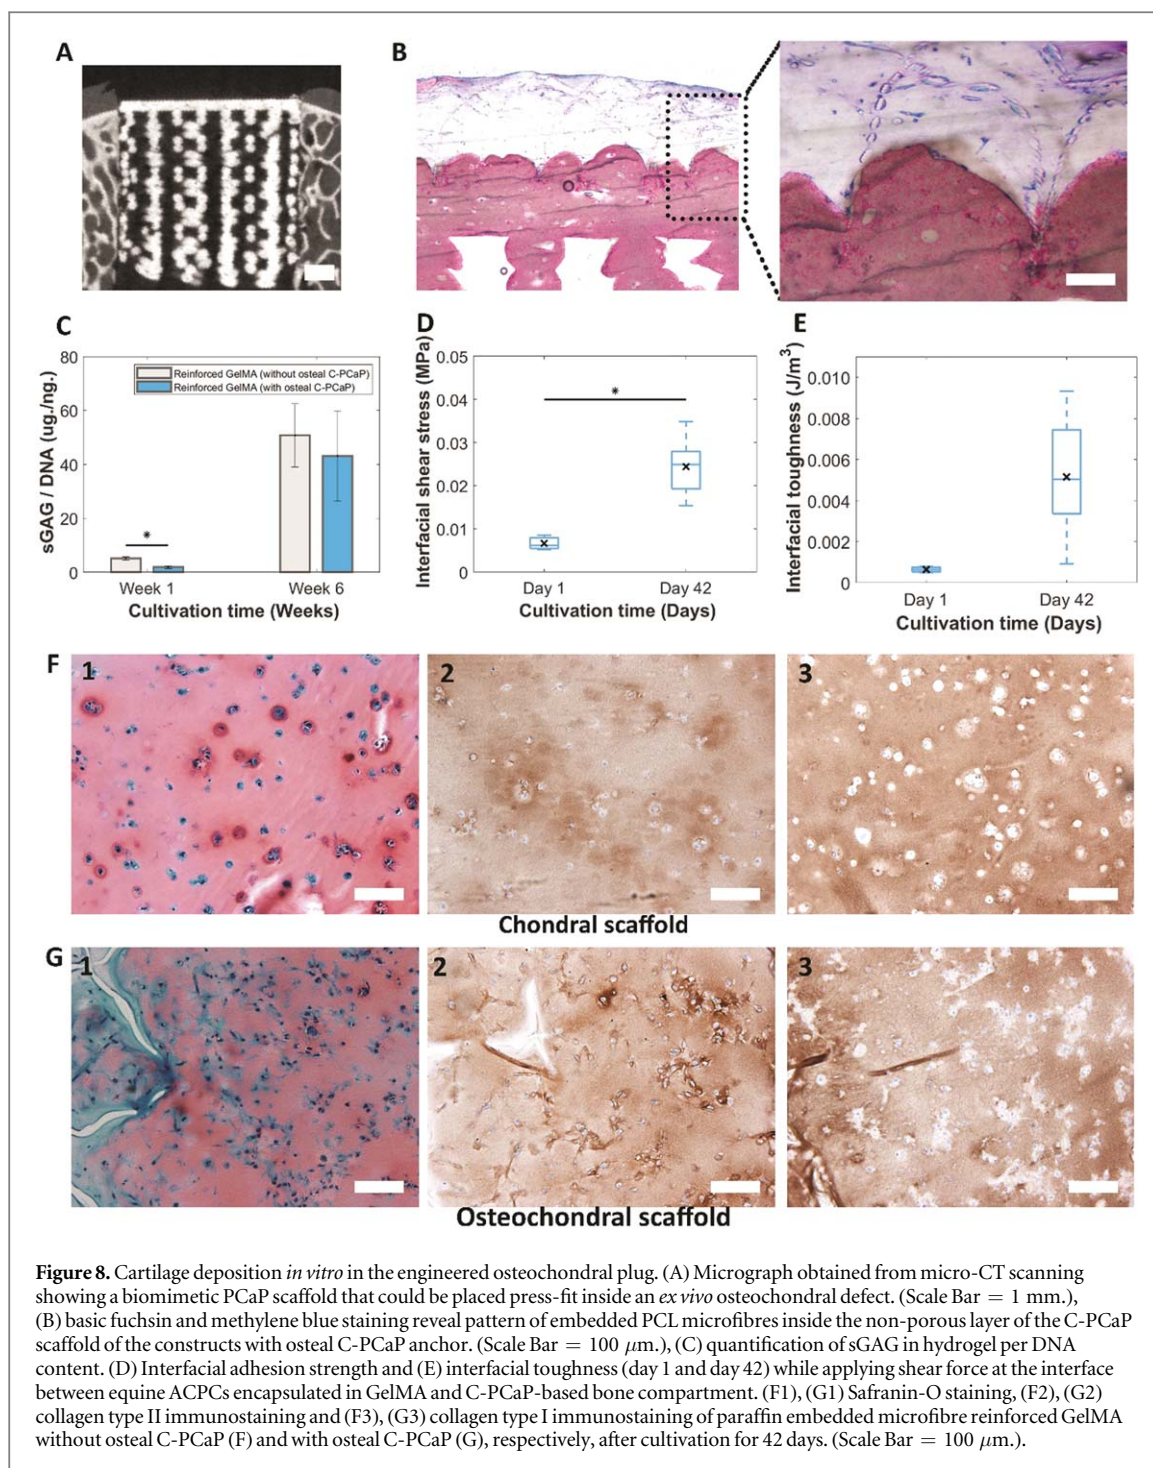 A
B
C
sGAG / DNA (ug./ng.)
80
60
40
20
0
Reinforced GelMA (without osteal C-PCaP)
Reinforced GelMA (with osteal C-PCaP)
*
Week 1
Week 6
Cultivation time (Weeks)
D
Interfacial shear stress (MPa)
0.05
0.04
0.03
0.02
0.01
0
*
Day 1
Day 42
Cultivation time (Days)
E
Interfacial toughness (J/m³)
0.010
0.008
0.006
0.004
0.002
0
Day 1
Day 42
Cultivation time (Days)
F
1
2
3
Chondral scaffold
G
1
2
3
Osteochondral scaffold
Figure 8. Cartilage deposition in vitro in the engineered osteochondral plug. (A) Micrograph obtained from micro-CT scanning
showing a biomimetic PCaP scaffold that could be placed press-fit inside an ex vivo osteochondral defect. (Scale Bar = 1 mm.),
(B) basic fuchsin and methylene blue staining reveal pattern of embedded PCL microfibres inside the non-porous layer of the C-PCaP
scaffold of the constructs with osteal C-PCaP anchor. (Scale Bar = 100 μm.), (C) quantification of sGAG in hydrogel per DNA
content. (D) Interfacial adhesion strength and (E) interfacial toughness (day 1 and day 42) while applying shear force at the interface
between equine ACPCs encapsulated in GelMA and C-PCaP-based bone compartment. (F1), (G1) Safranin-O staining, (F2), (G2)
collagen type II immunostaining and (F3), (G3) collagen type I immunostaining of paraffin embedded microfibre reinforced GelMA
without osteal C-PCaP (F) and with osteal C-PCaP (G), respectively, after cultivation for 42 days. (Scale Bar = 100 μm.).